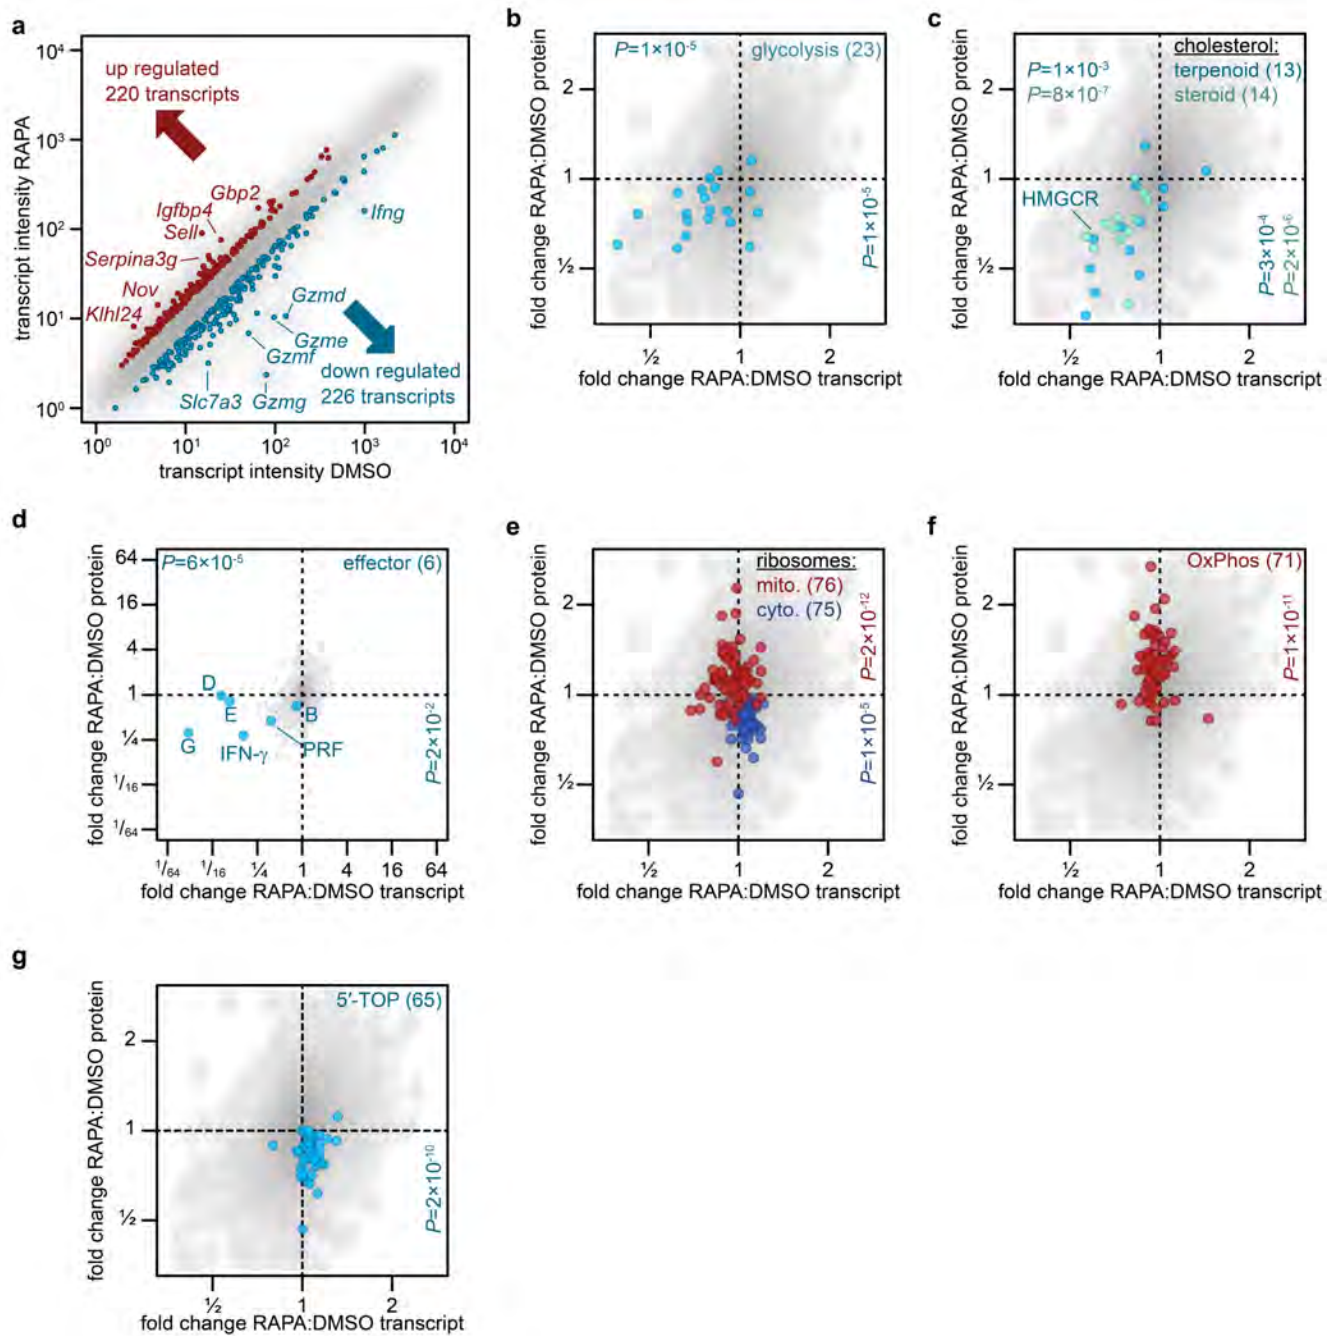 a
transcript intensity RAPA
10⁴
10³
10²
10¹
10⁰
up regulated
220 transcripts
Gbp2
Igfbp4
Sell
Serpina3g
Nov
Klhl24
Ifng
Gzmd
Gzme
Gzmf
down regulated
226 transcripts
Slc7a3
Gzmg
10⁰ 10¹ 10² 10³ 10⁴
transcript intensity DMSO
b
fold change RAPA:DMSO protein
2
1
½
P=1×10⁻⁵
glycolysis (23)
P=1×10⁻⁵
½ 1 2
fold change RAPA:DMSO transcript
c
fold change RAPA:DMSO protein
2
1
½
cholesterol:
P=1×10⁻³
terpenoid (13)
P=8×10⁻⁷
steroid (14)
HMGCR
P=3×10⁻⁴
P=2×10⁻⁶
½ 1 2
fold change RAPA:DMSO transcript
d
fold change RAPA:DMSO protein
64
16
4
1
¼
1/16
1/64
P=6×10⁻⁵
effector (6)
D
E
B
G
IFN-γ
PRF
P=2×10⁻²
1/64 1/16 ¼ 1 4 16 64
fold change RAPA:DMSO transcript
e
fold change RAPA:DMSO protein
2
1
½
ribosomes:
mito. (76)
cyto. (75)
P=2×10⁻¹²
P=1×10⁻⁵
½ 1 2
fold change RAPA:DMSO transcript
f
fold change RAPA:DMSO protein
2
1
½
OxPhos (71)
P=1×10⁻¹¹
½ 1 2
fold change RAPA:DMSO transcript
g
fold change RAPA:DMSO protein
2
1
½
5′-TOP (65)
P=2×10⁻¹⁰
½ 1 2
fold change RAPA:DMSO transcript